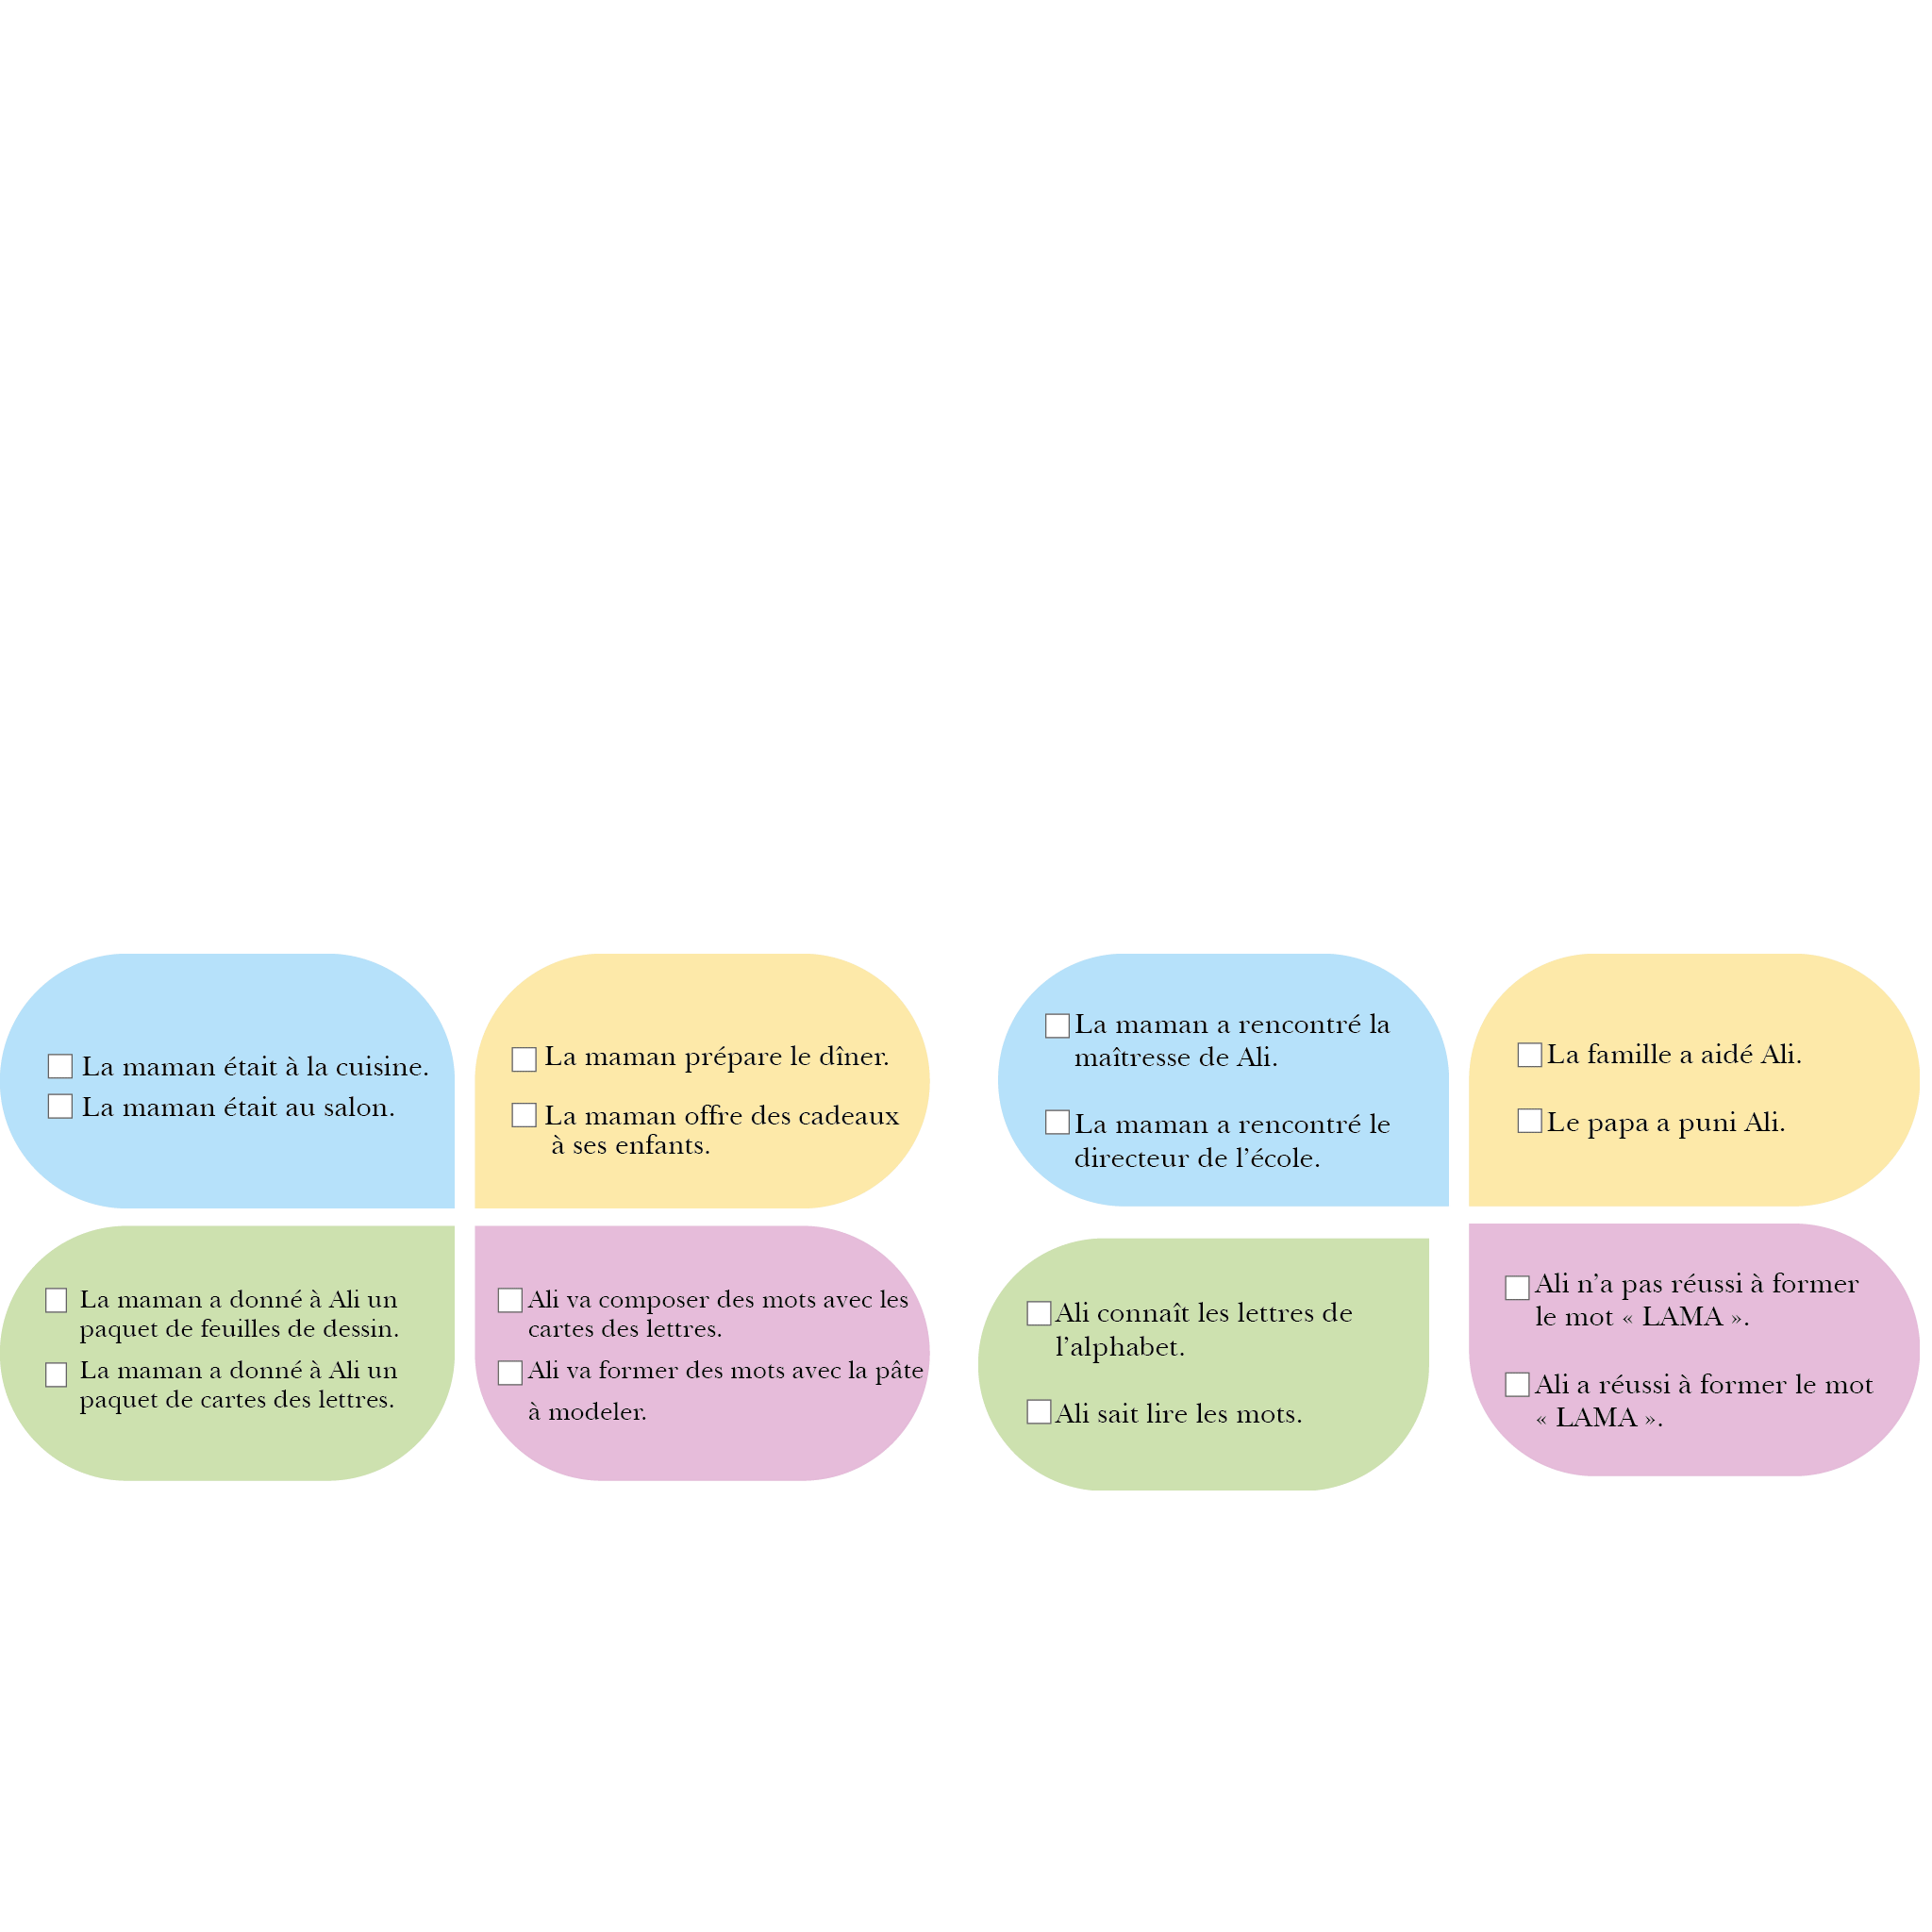 La maman était à la cuisine.
La maman était au salon.
La maman prépare le dîner.
La maman offre des cadeaux
à ses enfants.
La maman a donné à Ali un
paquet de feuilles de dessin.
La maman a donné à Ali un
paquet de cartes des lettres.
Ali va composer des mots avec les
cartes des lettres.
Ali va former des mots avec la pâte
à modeler.
La maman a rencontré la
maîtresse de Ali.
La maman a rencontré le
directeur de l’école.
La famille a aidé Ali.
Le papa a puni Ali.
Ali connaît les lettres de
l’alphabet.
Ali sait lire les mots.
Ali n’a pas réussi à former
le mot « LAMA ».
Ali a réussi à former le mot
« LAMA ».